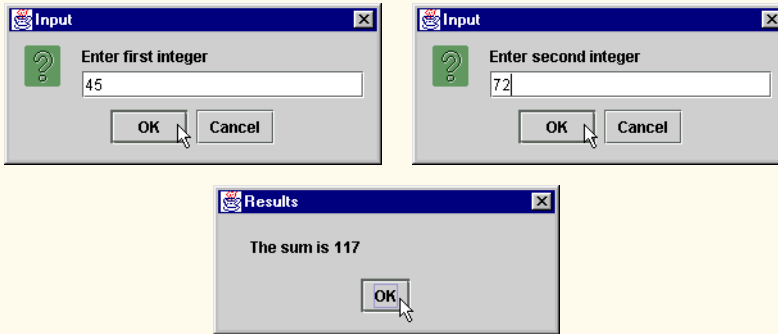 Input
Enter first integer
45
OK Cancel
Input
Enter second integer
72
OK Cancel
Results
The sum is 117
OK